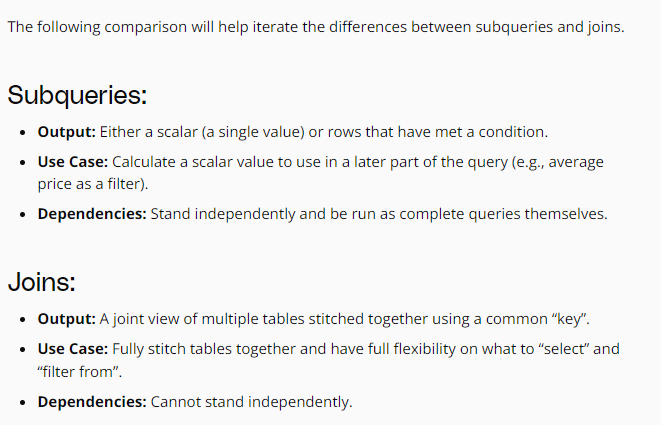 The following comparison will help iterate the differences between subqueries and joins.
Subqueries:
• Output: Either a scalar (a single value) or rows that have met a condition.
• Use Case: Calculate a scalar value to use in a later part of the query (e.g., average
price as a filter).
• Dependencies: Stand independently and be run as complete queries themselves.
Joins:
• Output: A joint view of multiple tables stitched together using a common “key”.
• Use Case: Fully stitch tables together and have full flexibility on what to “select” and
“filter from”.
• Dependencies: Cannot stand independently.